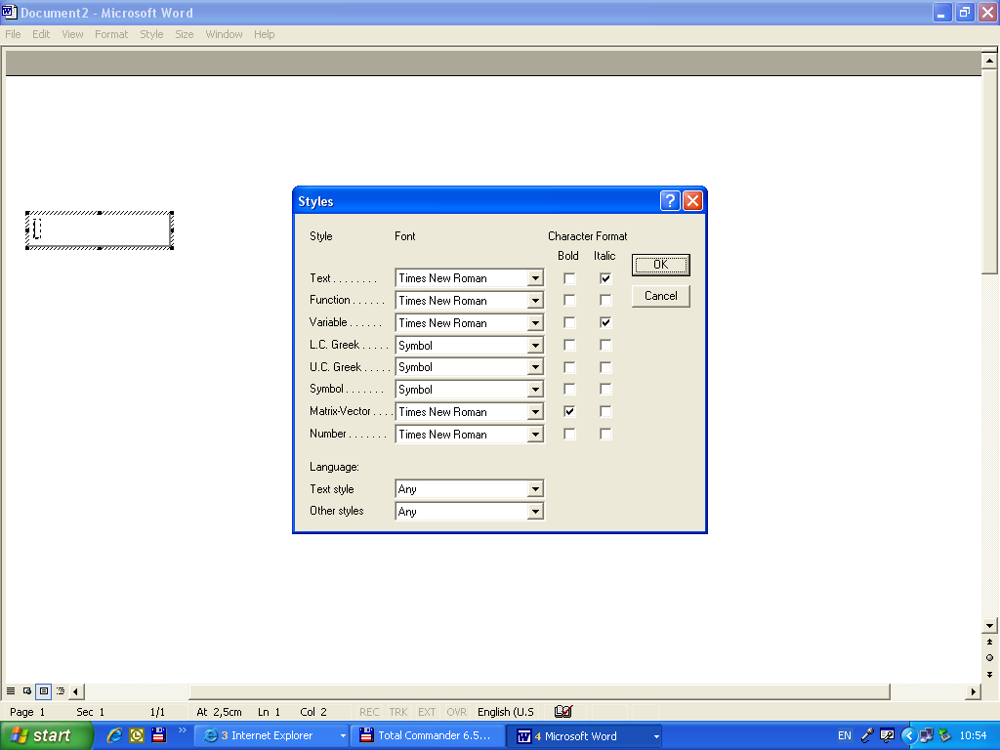 Document2 - Microsoft Word
File Edit View Format Style Size Window Help
Styles
Style Font Character Format
Bold Italic
OK
Text . . . . . . . . Times New Roman
Cancel
Function . . . . . . Times New Roman
Variable . . . . . . Times New Roman
L.C. Greek . . . . . Symbol
U.C. Greek . . . . . Symbol
Symbol . . . . . . . Symbol
Matrix-Vector . . . . Times New Roman
Number . . . . . . . Times New Roman
Language:
Text style Any
Other styles Any
Page 1 Sec 1 1/1 At 2,5cm Ln 1 Col 2 REC TRK EXT OVR English (U.S
start 3 Internet Explorer Total Commander 6.5... 4 Microsoft Word EN 10:54